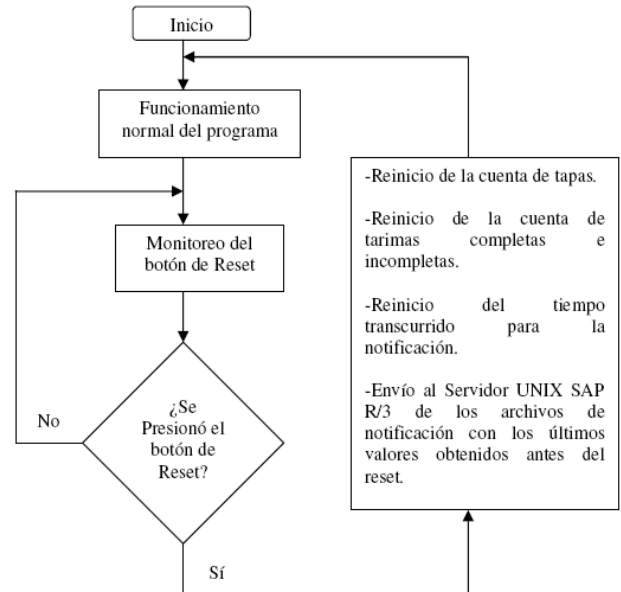 Inicio
Funcionamiento
normal del programa
Monitoreo del
botón de Reset
¿Se
Presionó el
botón de
Reset?
No
Sí
-Reinicio de la cuenta de tapas.
-Reinicio de la cuenta de
tarimas completas e
incompletas.
-Reinicio del tiempo
transcurrido para la
notificación.
-Envío al Servidor UNIX SAP
R/3 de los archivos de
notificación con los últimos
valores obtenidos antes del
reset.